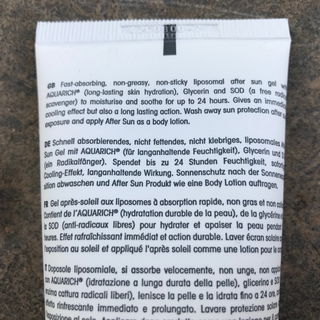 GB Fast-absorbing, non-greasy, non-sticky liposomal after sun gel with
AQUARICH® (long-lasting skin hydration), Glycerin and SOD (a free radical
scavenger) to moisturise and soothe for up to 24 hours. Gives an immediate
cooling effect but also a long lasting action. Wash away sun protection after
exposure and apply After Sun as a body lotion.
DE Schnell absorbierendes, nicht fettendes, nicht klebriges, liposomales
Sun Gel mit AQUARICH® (für langanhaltende Feuchtigkeit), Glycerin und
(ein Radikalfänger). Spendet bis zu 24 Stunden Feuchtigkeit,
Cooling-Effekt, langanhaltende Wirkung. Sonnenschutz nach der
abwaschen und After Sun Produkt wie eine Body Lotion auftragen.
FR Gel après-soleil aux liposomes à absorption rapide, non gras et non
Contient de l'AQUARICH® (hydratation durable de la peau), de la glycérine
la SOD (anti-radicaux libres) pour hydrater et apaiser la peau pendant
heures. Effet rafraîchissant immédiat et action durable. Laver écran solaire
l'exposition au soleil et appliqué l'après soleil comme une lotion pour le
IT Doposole liposomiale, si assorbe velocemente, non unge, non
AQUARICH® (idratazione a lunga durata della pelle), glicerina e
cattura radicali liberi), lenisce la pelle e la idrata fino a 24
effetto rinfrescante immediato e prolungato. Lavare protezione